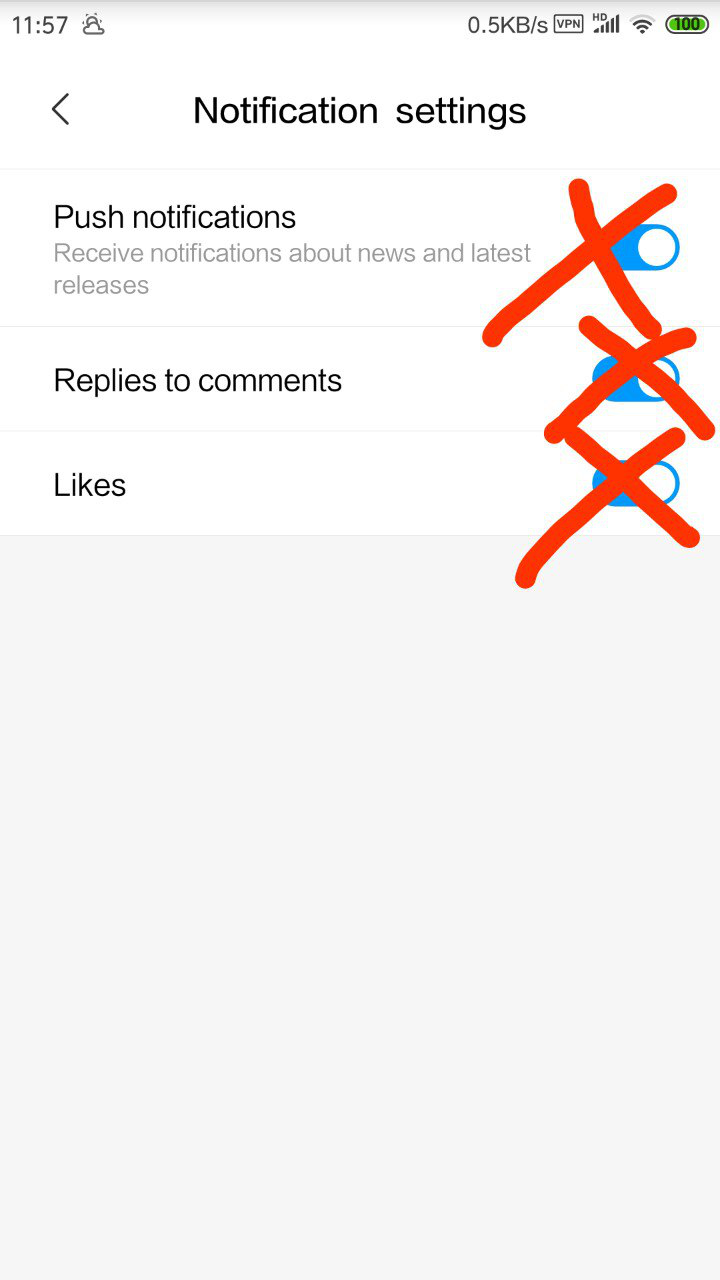 11:57 0.5KB/s VPN HD 100
Notification settings
Push notifications
Receive notifications about news and latest
releases
Replies to comments
Likes